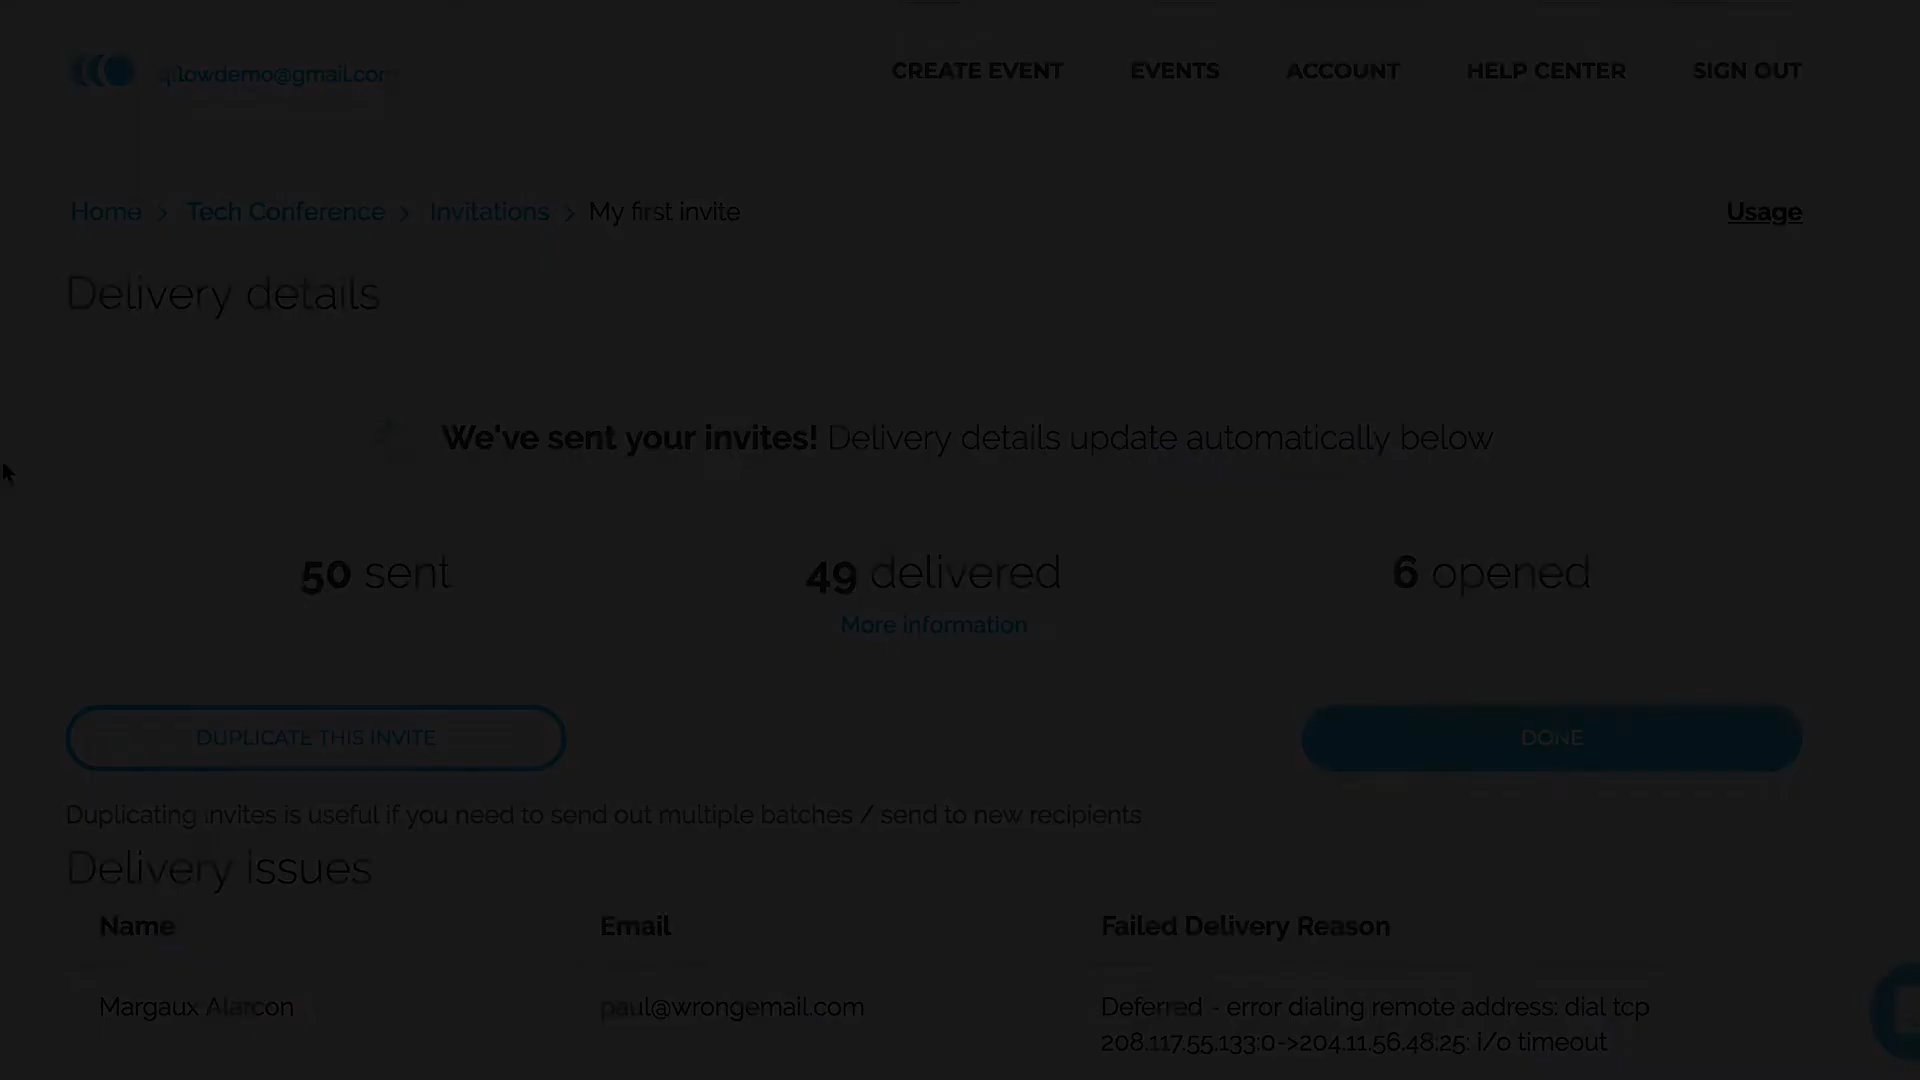 CREATE EVENT EVENTS ACCOUNT HELP CENTER SIGN OUT
Home > Tech Conference > Invitations > My first invite Usage
Delivery details
We've sent your invites! Delivery details update automatically below
50 sent 49 delivered 6 opened
More information
DUPLICATE THIS INVITE DONE
Duplicating invites is useful if you need to send out multiple batches / send to new recipients
Delivery issues
Name Email Failed Delivery Reason
Margaux Alarcon paul@wrongemail.com Deferred - error dialing remote address: dial tcp
208.117.55.133:0->204.11.56.48:25: i/o timeout